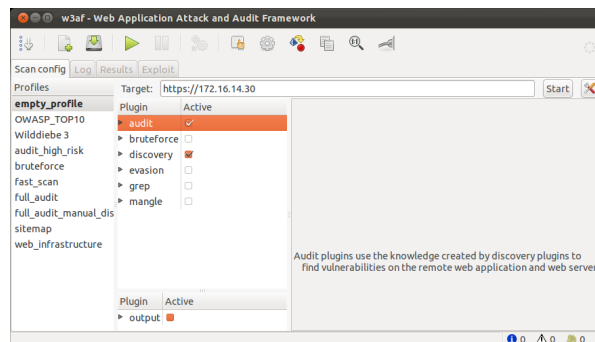 w3af - Web Application Attack and Audit Framework
Scan config Log Results Exploit
Profiles
empty_profile
OWASP_TOP10
Wilddiebe 3
audit_high_risk
bruteforce
fast_scan
full_audit
full_audit_manual_dis
sitemap
web_infrastructure
Target: https://172.16.14.30 Start
Plugin Active
audit
bruteforce
discovery
evasion
grep
mangle
Plugin Active
output
Audit plugins use the knowledge created by discovery plugins to
find vulnerabilities on the remote web application and web server
0 0 0